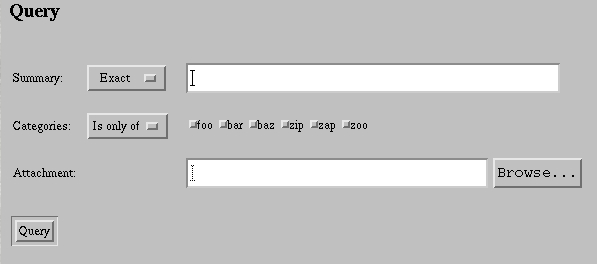 Query
Summary: Exact
Categories: Is only of foo bar baz zip zap zoo
Attachment: Browse...
Query